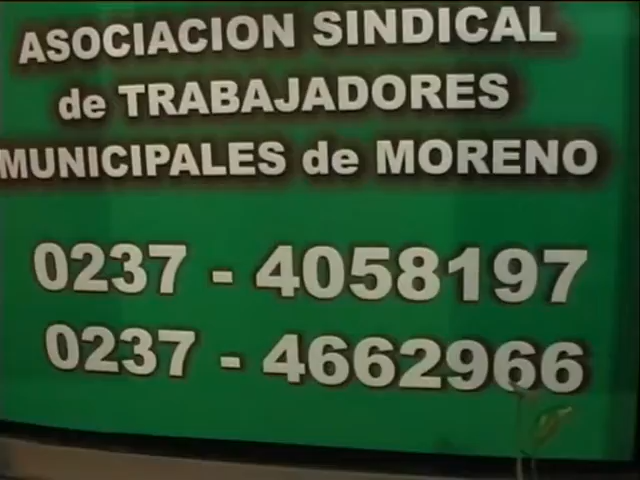 ASOCIACION SINDICAL
de TRABAJADORES
MUNICIPALES de MORENO
0237 - 4058197
0237 - 4662966